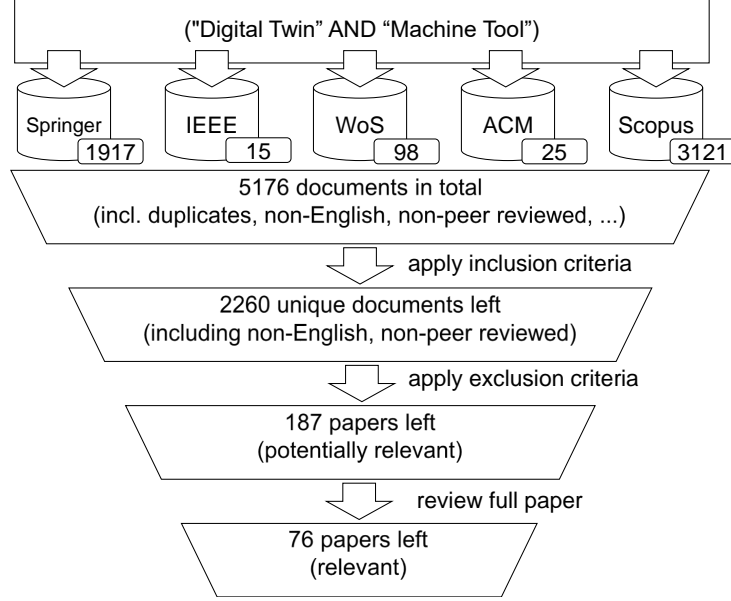 ("Digital Twin” AND “Machine Tool”)
Springer
1917
IEEE
15
WoS
98
ACM
25
Scopus
3121
5176 documents in total
(incl. duplicates, non-English, non-peer reviewed, ...)
apply inclusion criteria
2260 unique documents left
(including non-English, non-peer reviewed)
apply exclusion criteria
187 papers left
(potentially relevant)
review full paper
76 papers left
(relevant)